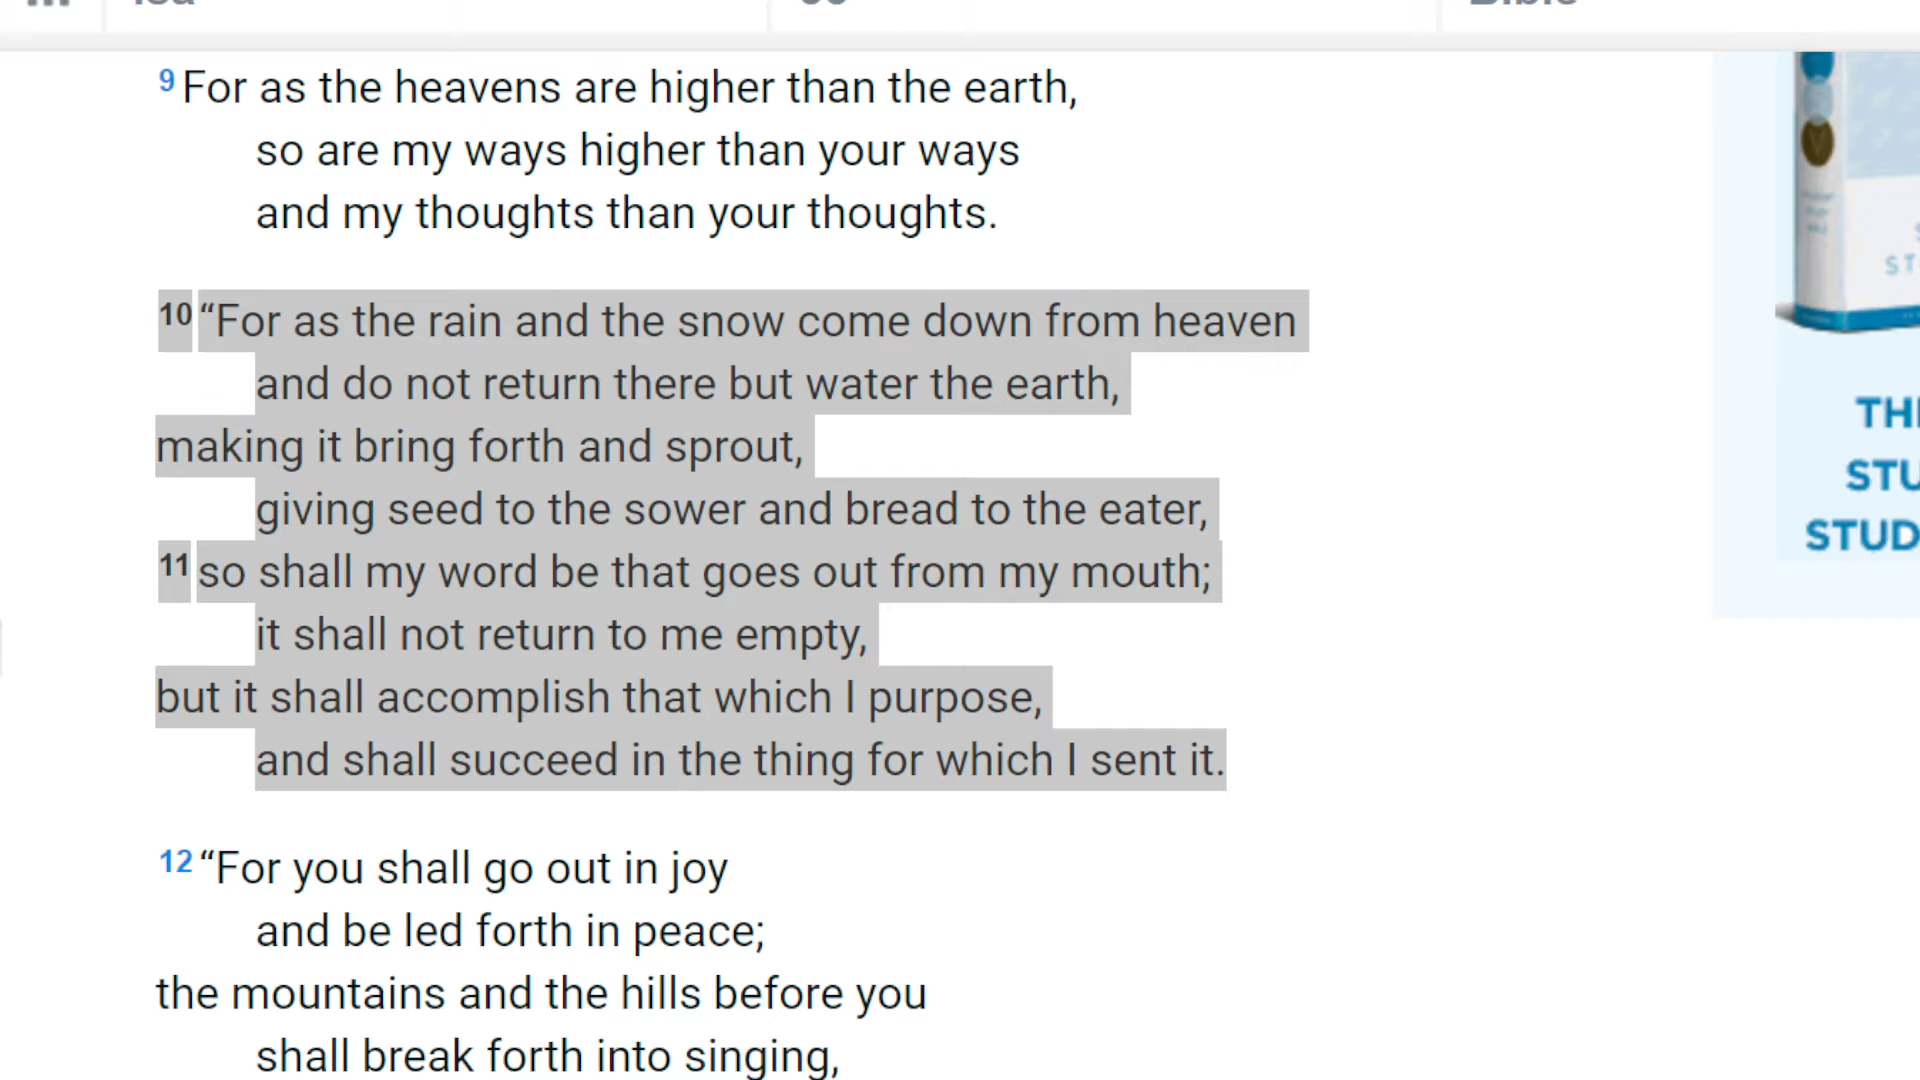 9 For as the heavens are higher than the earth,
so are my ways higher than your ways
and my thoughts than your thoughts.
10 “For as the rain and the snow come down from heaven
and do not return there but water the earth,
making it bring forth and sprout,
giving seed to the sower and bread to the eater,
11 so shall my word be that goes out from my mouth;
it shall not return to me empty,
but it shall accomplish that which I purpose,
and shall succeed in the thing for which I sent it.
12 “For you shall go out in joy
and be led forth in peace;
the mountains and the hills before you
shall break forth into singing,